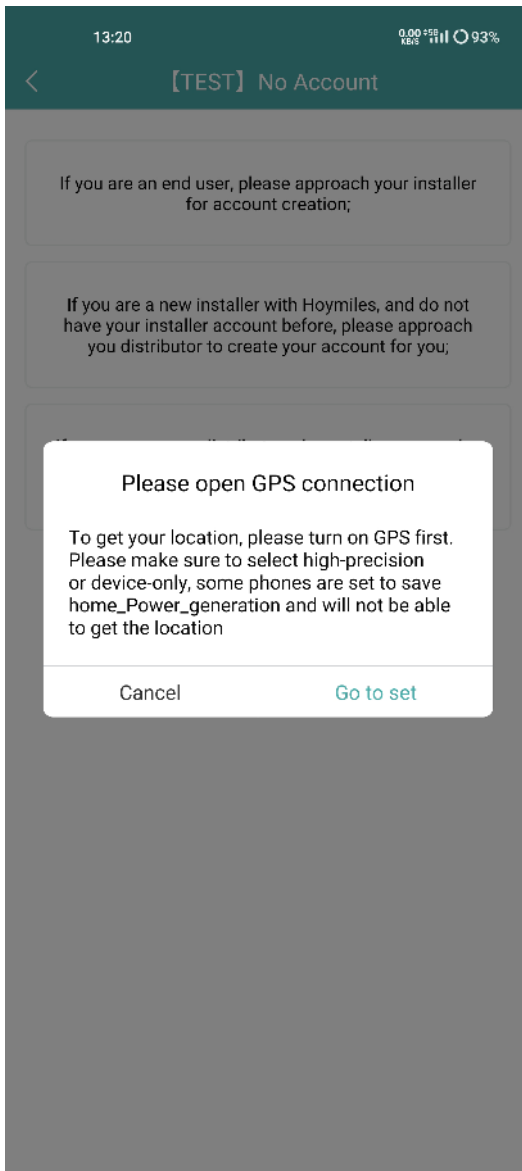 13:20
0.00 KB/S 93%
【TEST】No Account
If you are an end user, please approach your installer
for account creation;
If you are a new installer with Hoymiles, and do not
have your installer account before, please approach
you distributor to create your account for you;
Please open GPS connection
To get your location, please turn on GPS first.
Please make sure to select high-precision
or device-only, some phones are set to save
home_Power_generation and will not be able
to get the location
Cancel
Go to set